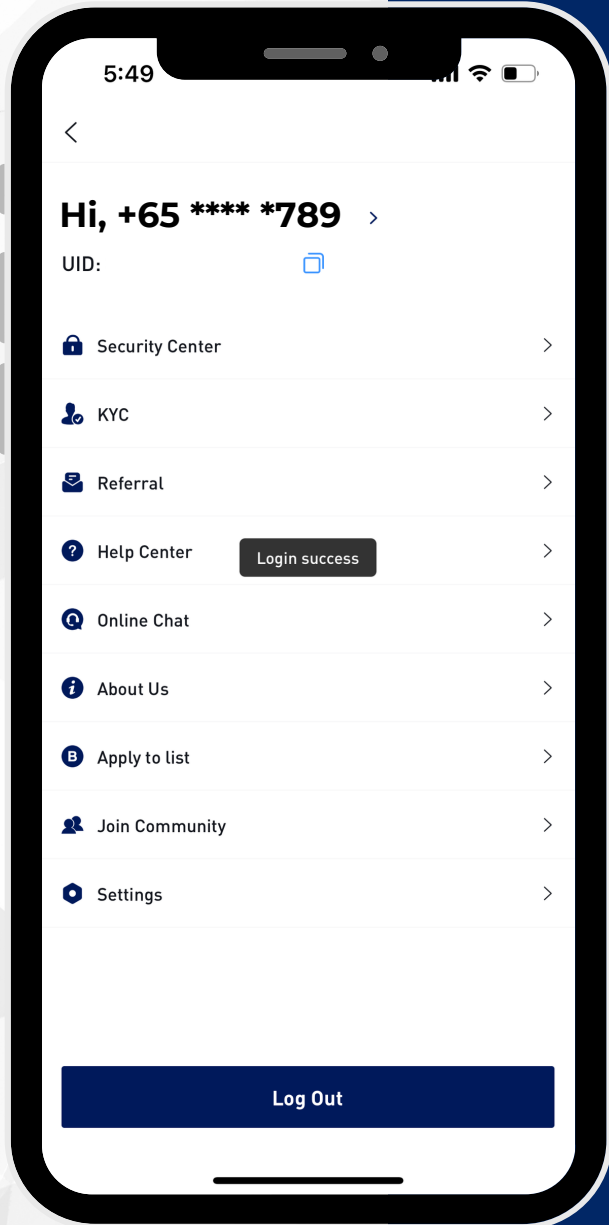 5:49
Hi, +65 **** *789
UID:
Security Center
KYC
Referral
Help Center
Login success
Online Chat
About Us
Apply to list
Join Community
Settings
Log Out